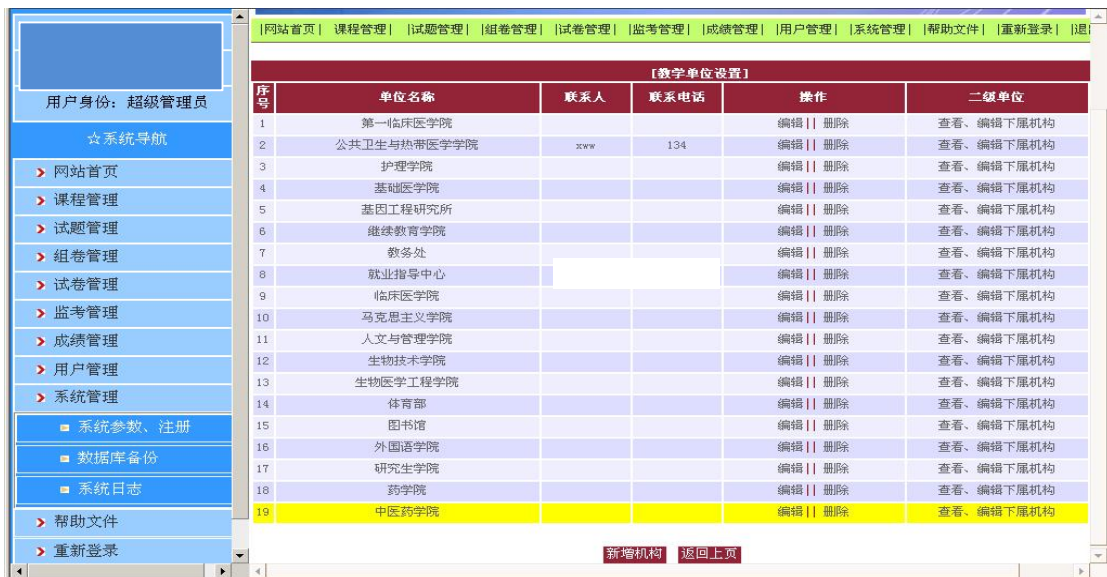 |网站首页| 课程管理| |试题管理| |组卷管理| |试卷管理| |监考管理| |成绩管理| |用户管理| |系统管理| |帮助文件| |重新登录|
用户身份: 超级管理员
☆系统导航
网站首页
课程管理
试题管理
组卷管理
试卷管理
监考管理
成绩管理
用户管理
系统管理
系统参数、注册
数据库备份
系统日志
帮助文件
重新登录
[教学单位设置]
序号 单位名称 联系人 联系电话 操作 二级单位
1 第一临床医学院 编辑|| 删除 查看、编辑下属机构
2 公共卫生与热带医学学院 xww 134 编辑|| 删除 查看、编辑下属机构
3 护理学院 编辑|| 删除 查看、编辑下属机构
4 基础医学院 编辑|| 删除 查看、编辑下属机构
5 基因工程研究所 编辑|| 删除 查看、编辑下属机构
6 继续教育学院 编辑|| 删除 查看、编辑下属机构
7 教务处 编辑|| 删除 查看、编辑下属机构
8 就业指导中心 编辑|| 删除 查看、编辑下属机构
9 临床医学院 编辑|| 删除 查看、编辑下属机构
10 马克思主义学院 编辑|| 删除 查看、编辑下属机构
11 人文与管理学院 编辑|| 删除 查看、编辑下属机构
12 生物技术学院 编辑|| 删除 查看、编辑下属机构
13 生物医学工程学院 编辑|| 删除 查看、编辑下属机构
14 体育部 编辑|| 删除 查看、编辑下属机构
15 图书馆 编辑|| 删除 查看、编辑下属机构
16 外国语学院 编辑|| 删除 查看、编辑下属机构
17 研究生学院 编辑|| 删除 查看、编辑下属机构
18 药学院 编辑|| 删除 查看、编辑下属机构
19 中医药学院 编辑|| 删除 查看、编辑下属机构
新增机构 返回上页